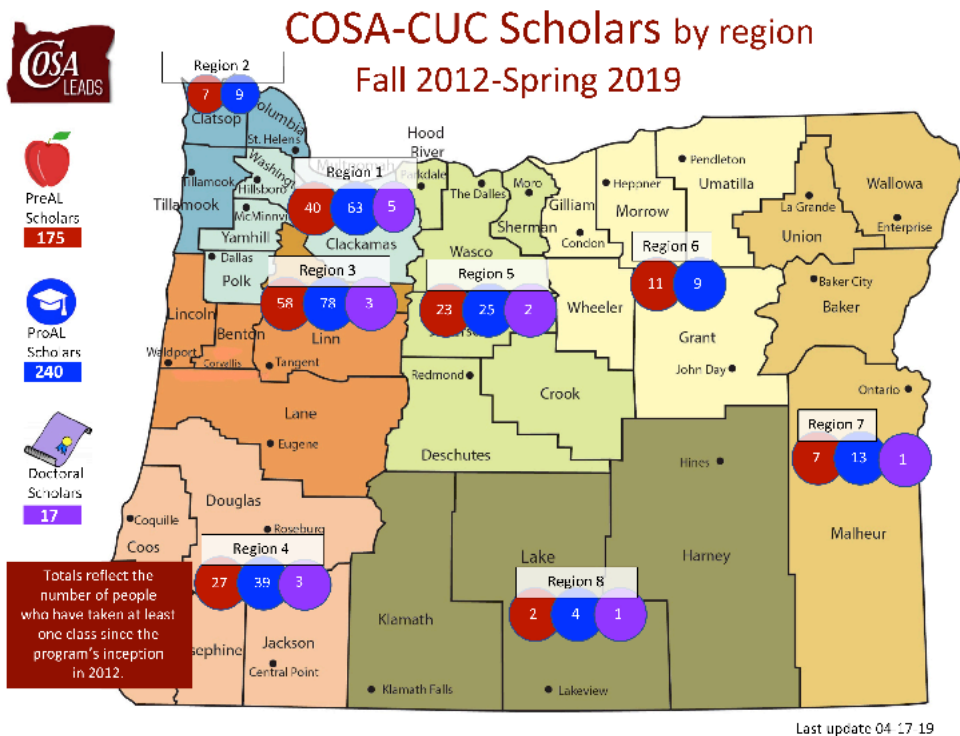 COSA-CUC Scholars by region
Fall 2012-Spring 2019
COSA
LEADS
PreAL
Scholars
175
ProAL
Scholars
240
Doctoral
Scholars
17
Totals reflect the
number of people
who have taken at least
one class since the
program's inception
in 2012.
Region 2
7 9
Clatsop
Columbia
St. Helens
Tillamook
Tillamook
Hillsboro
McMinnvi
Yamhill
Dallas
Polk
Region 1
40 63 5
Clackamas
Region 3
58 78 3
Lincoln
Benton
Linn
Waldport
Corvallis
Tangent
Lane
Eugene
Hood
River
Parkdale
The Dalles
Moro
Sherman
Wasco
Region 5
23 25 2
Redmond
Crook
Deschutes
Gilliam
Condon
Heppner
Morrow
Pendleton
Umatilla
Wheeler
Region 6
11 9
Grant
John Day
La Grande
Union
Wallowa
Enterprise
Baker City
Baker
Ontario
Region 7
7 13 1
Malheur
Hines
Harney
Douglas
Roseburg
Coquille
Coos
Region 4
27 39 3
sephine
Jackson
Central Point
Klamath
Klamath Falls
Lake
Region 8
2 4 1
Lakeview
Last update 04-17-19